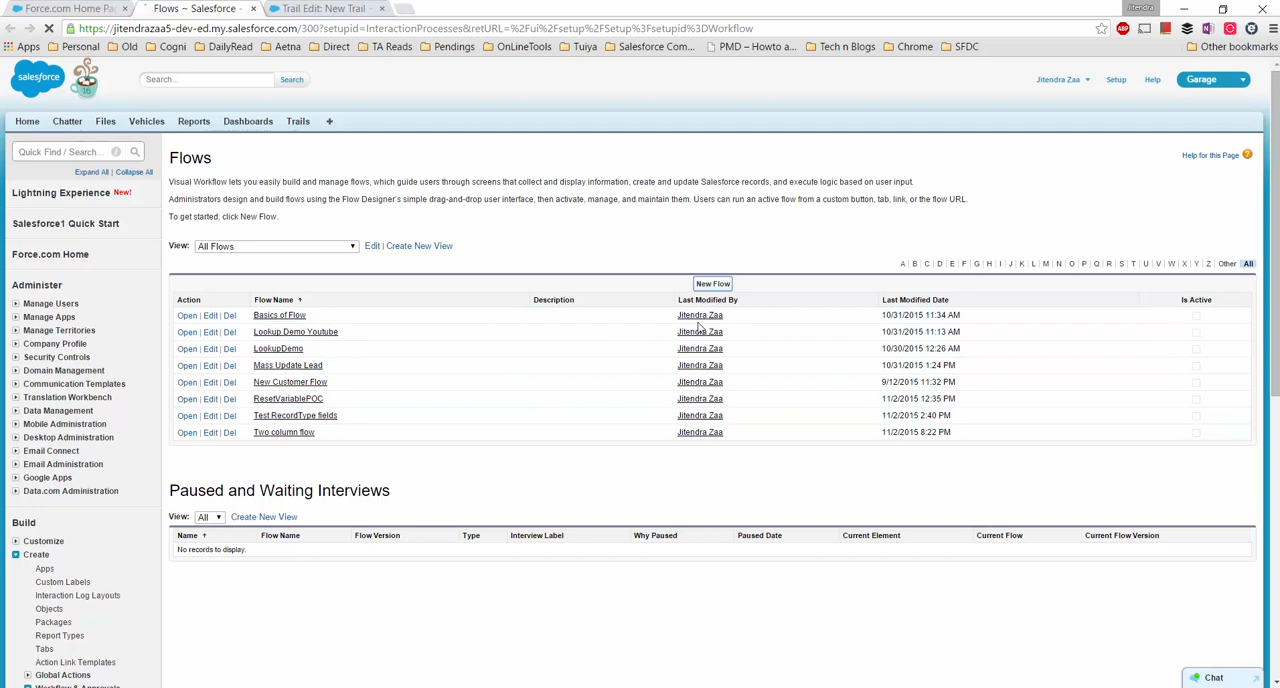 Jitendra
Force.com Home Pa
Flows ~ Salesforce -
Trail Edit: New Trail ~
https://jitendrazaa5-dev-ed.my.salesforce.com/300?setupid=InteractionProcesses&retURL=%2Fui%2Fsetup%2FSetup%3Fsetupid%3DWorkflow
Apps Personal Old Cogni DailyRead Aetna Direct TA Reads Pendings OnLineTools Tuiya Salesforce Com... PMD – Howto a... Tech n Blogs Chrome SFDC Other bookmarks
salesforce
16
Search...
Search
Jitendra Zaa Setup Help Garage
Home Chatter Files Vehicles Reports Dashboards Trails +
Quick Find / Search...
Expand All | Collapse All
Lightning Experience New!
Salesforce1 Quick Start
Force.com Home
Administer
Manage Users
Manage Apps
Manage Territories
Company Profile
Security Controls
Domain Management
Communication Templates
Translation Workbench
Data Management
Mobile Administration
Desktop Administration
Email Connect
Email Administration
Google Apps
Data.com Administration
Build
Customize
Create
Apps
Custom Labels
Interaction Log Layouts
Objects
Packages
Report Types
Tabs
Action Link Templates
Global Actions
Workflow & Approvals
Flows
Help for this Page
Visual Workflow lets you easily build and manage flows, which guide users through screens that collect and display information, create and update Salesforce records, and execute logic based on user input.
Administrators design and build flows using the Flow Designer's simple drag-and-drop user interface, then activate, manage, and maintain them. Users can run an active flow from a custom button, tab, link, or the flow URL.
To get started, click New Flow.
View: All Flows Edit | Create New View
A B C D E F G H I J K L M N O P Q R S T U V W X Y Z Other All
New Flow
Action Flow Name Description Last Modified By Last Modified Date Is Active
Open | Edit | Del Basics of Flow Jitendra Zaa 10/31/2015 11:34 AM
Open | Edit | Del Lookup Demo Youtube Jitendra Zaa 10/31/2015 11:13 AM
Open | Edit | Del LookupDemo Jitendra Zaa 10/30/2015 12:26 AM
Open | Edit | Del Mass Update Lead Jitendra Zaa 10/31/2015 1:24 PM
Open | Edit | Del New Customer Flow Jitendra Zaa 9/12/2015 11:32 PM
Open | Edit | Del ResetVariablePOC Jitendra Zaa 11/2/2015 12:35 PM
Open | Edit | Del Test RecordType fields Jitendra Zaa 11/2/2015 2:40 PM
Open | Edit | Del Two column flow Jitendra Zaa 11/2/2015 8:22 PM
Paused and Waiting Interviews
View: All Create New View
Name Flow Name Flow Version Type Interview Label Why Paused Paused Date Current Element Current Flow Current Flow Version
No records to display.
Chat